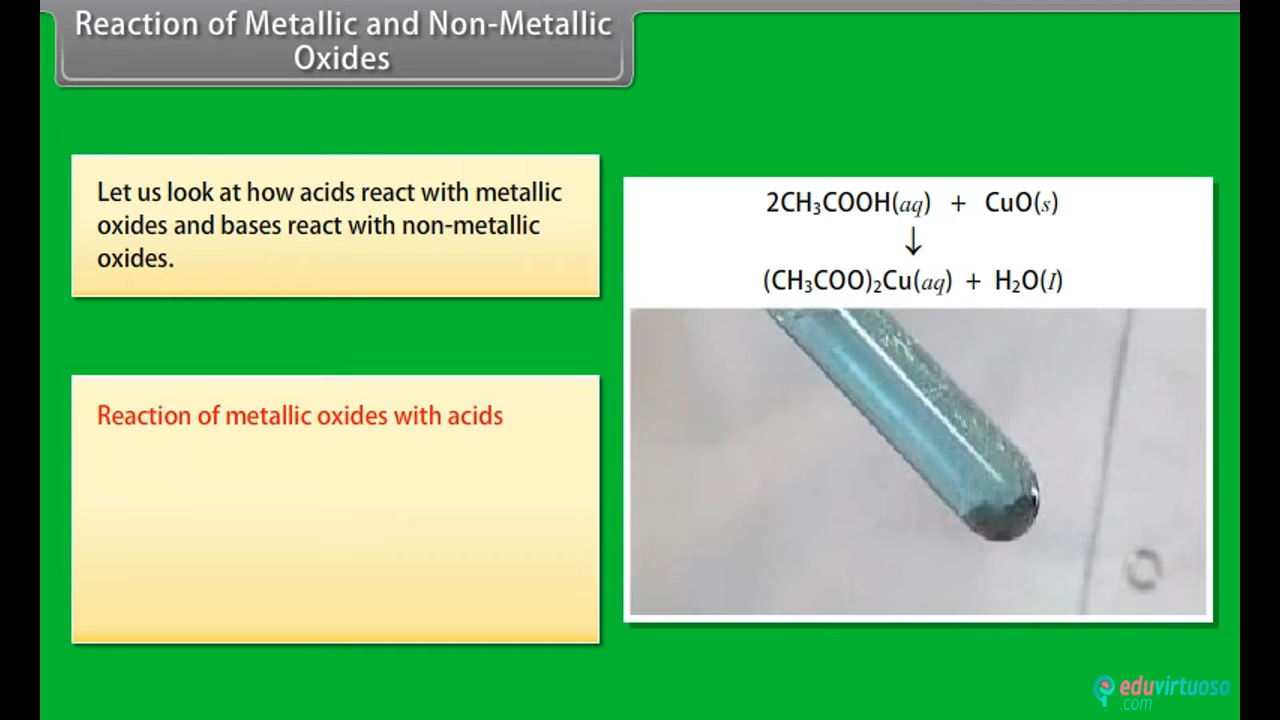 Reaction of Metallic and Non-Metallic
Oxides
Let us look at how acids react with metallic
oxides and bases react with non-metallic
oxides.
2CH₃COOH(aq) + CuO(s)
↓
(CH₃COO)₂Cu(aq) + H₂O(l)
Reaction of metallic oxides with acids
eduvirtuoso
.com